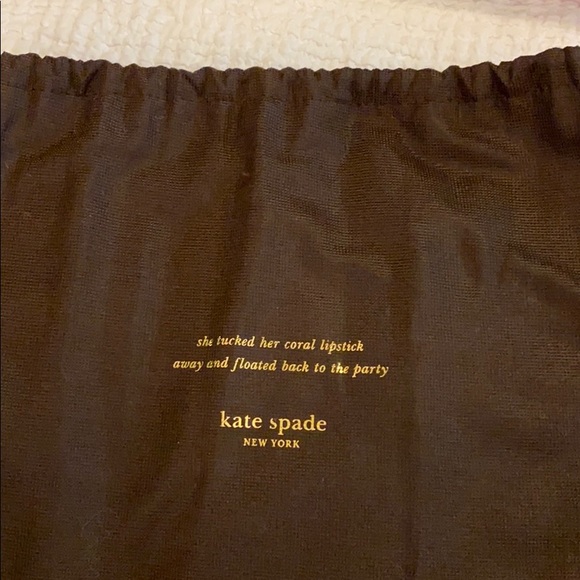 she tucked her coral lipstick
away and floated back to the party
kate spade
NEW YORK